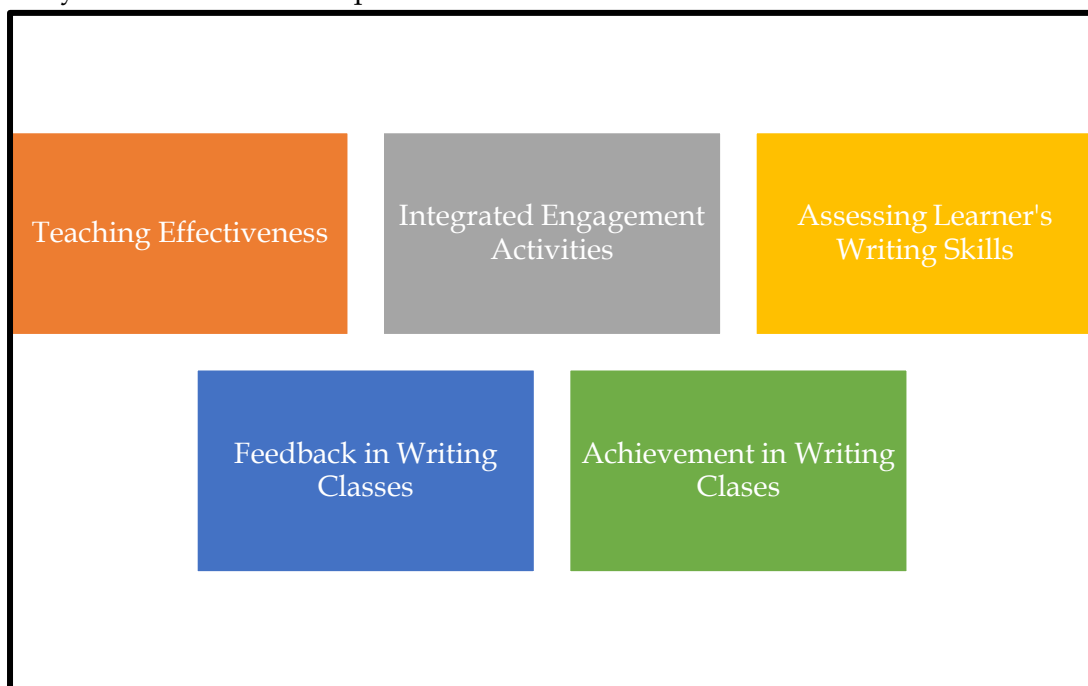 Teaching Effectiveness
Integrated Engagement
Activities
Assessing Learner's
Writing Skills
Feedback in Writing
Classes
Achievement in Writing
Clases